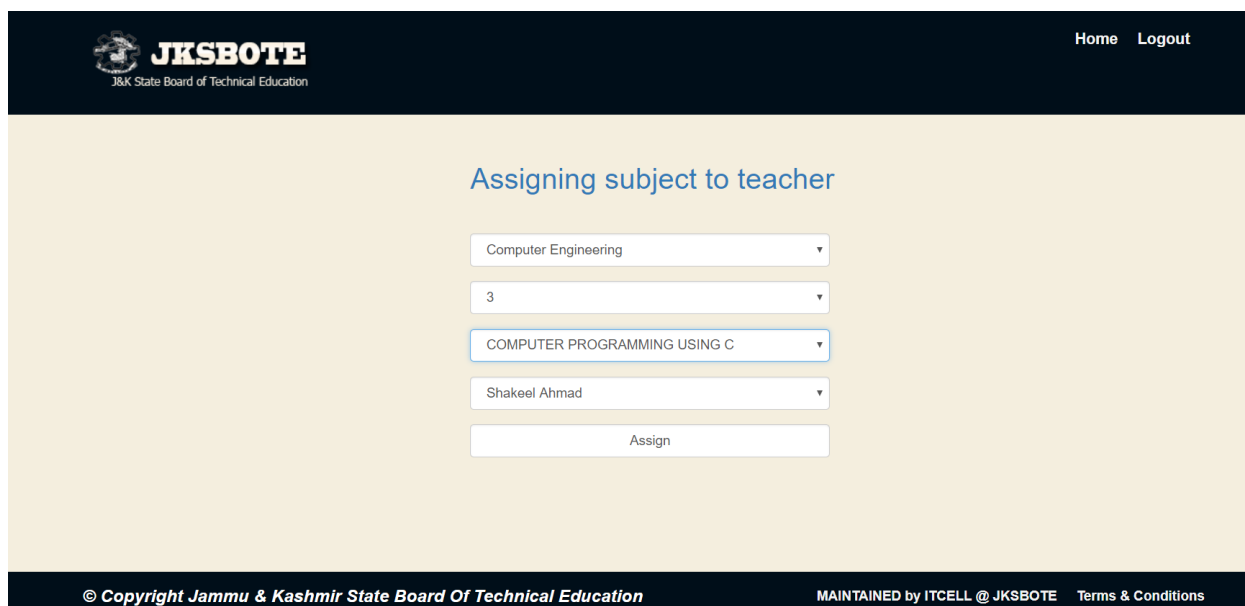 JKSBOTE
J&K State Board of Technical Education
Home Logout
Assigning subject to teacher
Computer Engineering
3
COMPUTER PROGRAMMING USING C
Shakeel Ahmad
Assign
© Copyright Jammu & Kashmir State Board Of Technical Education
MAINTAINED by ITCELL @ JKSBOTE Terms & Conditions